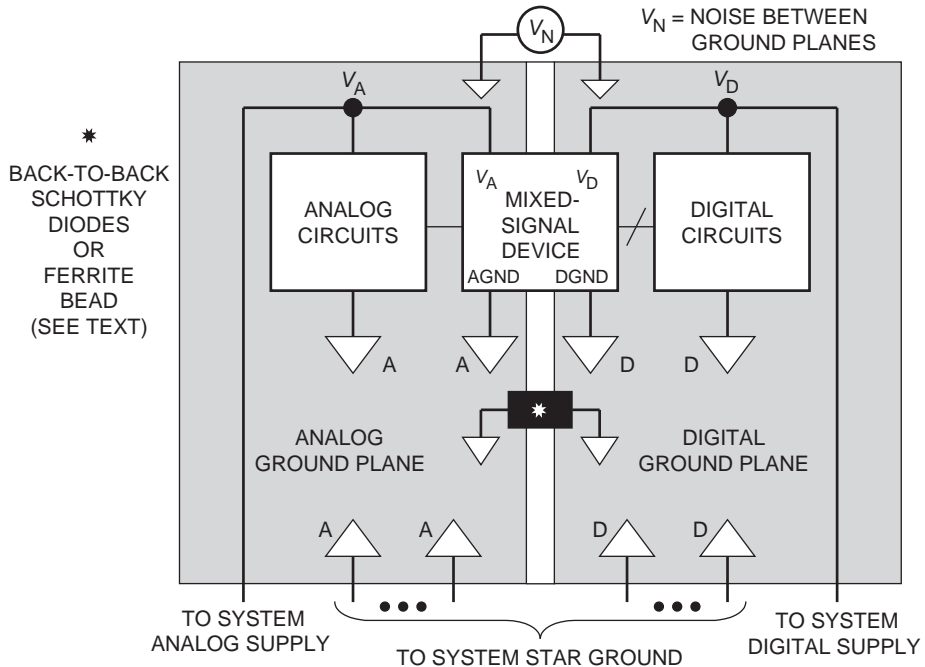 V_N
V_N = NOISE BETWEEN
GROUND PLANES
V_A
V_D
BACK-TO-BACK
SCHOTTKY
DIODES
OR
FERRITE
BEAD
(SEE TEXT)
ANALOG
CIRCUITS
V_A V_D
MIXED-
SIGNAL
DEVICE
AGND DGND
DIGITAL
CIRCUITS
A
A
D
D
ANALOG
GROUND PLANE
DIGITAL
GROUND PLANE
A
A
D
D
TO SYSTEM
ANALOG SUPPLY
TO SYSTEM STAR GROUND
TO SYSTEM
DIGITAL SUPPLY